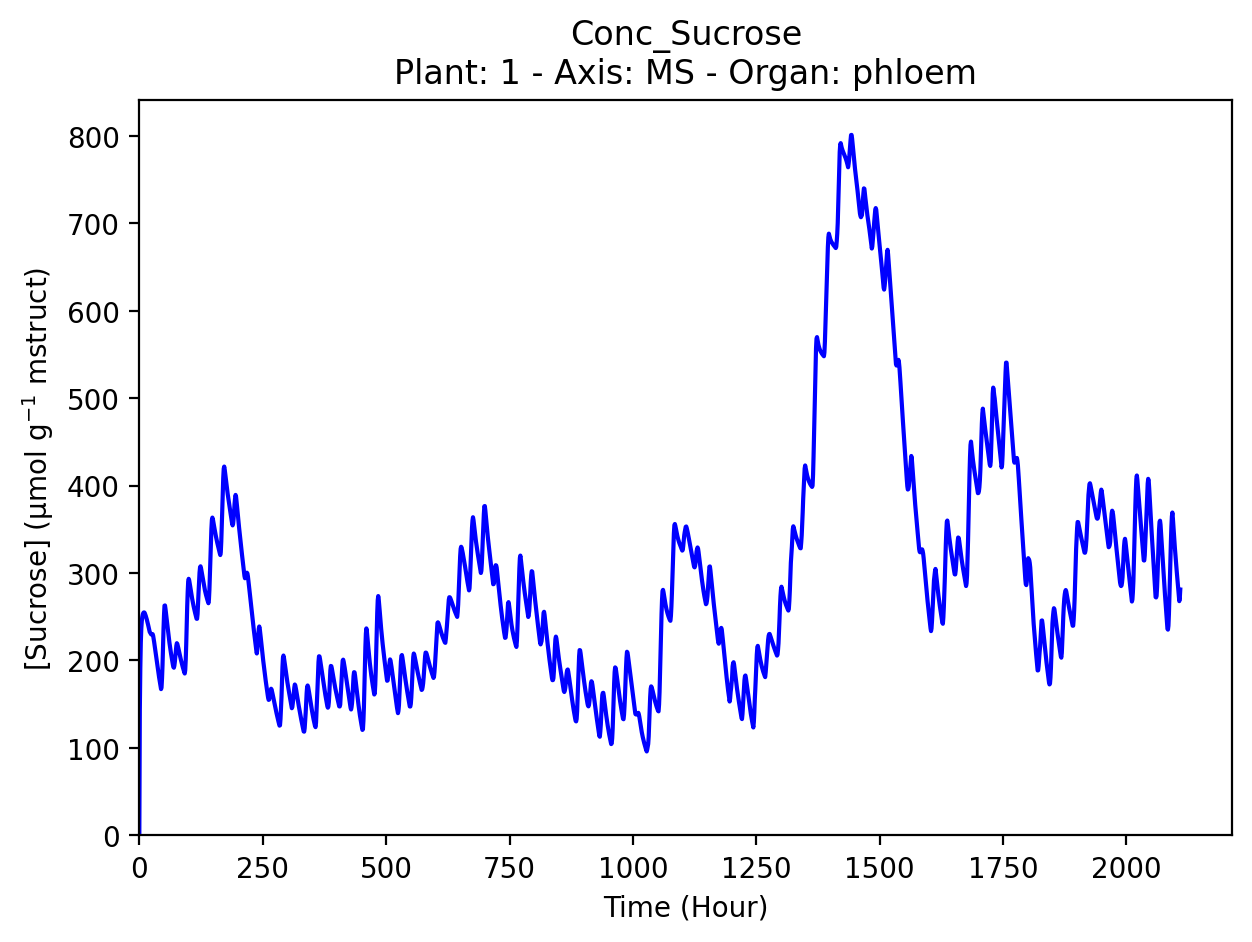 Conc_Sucrose
Plant: 1 - Axis: MS - Organ: phloem
[Sucrose] (µmol g⁻¹ mstruct)
800
700
600
500
400
300
200
100
0
0 250 500 750 1000 1250 1500 1750 2000
Time (Hour)